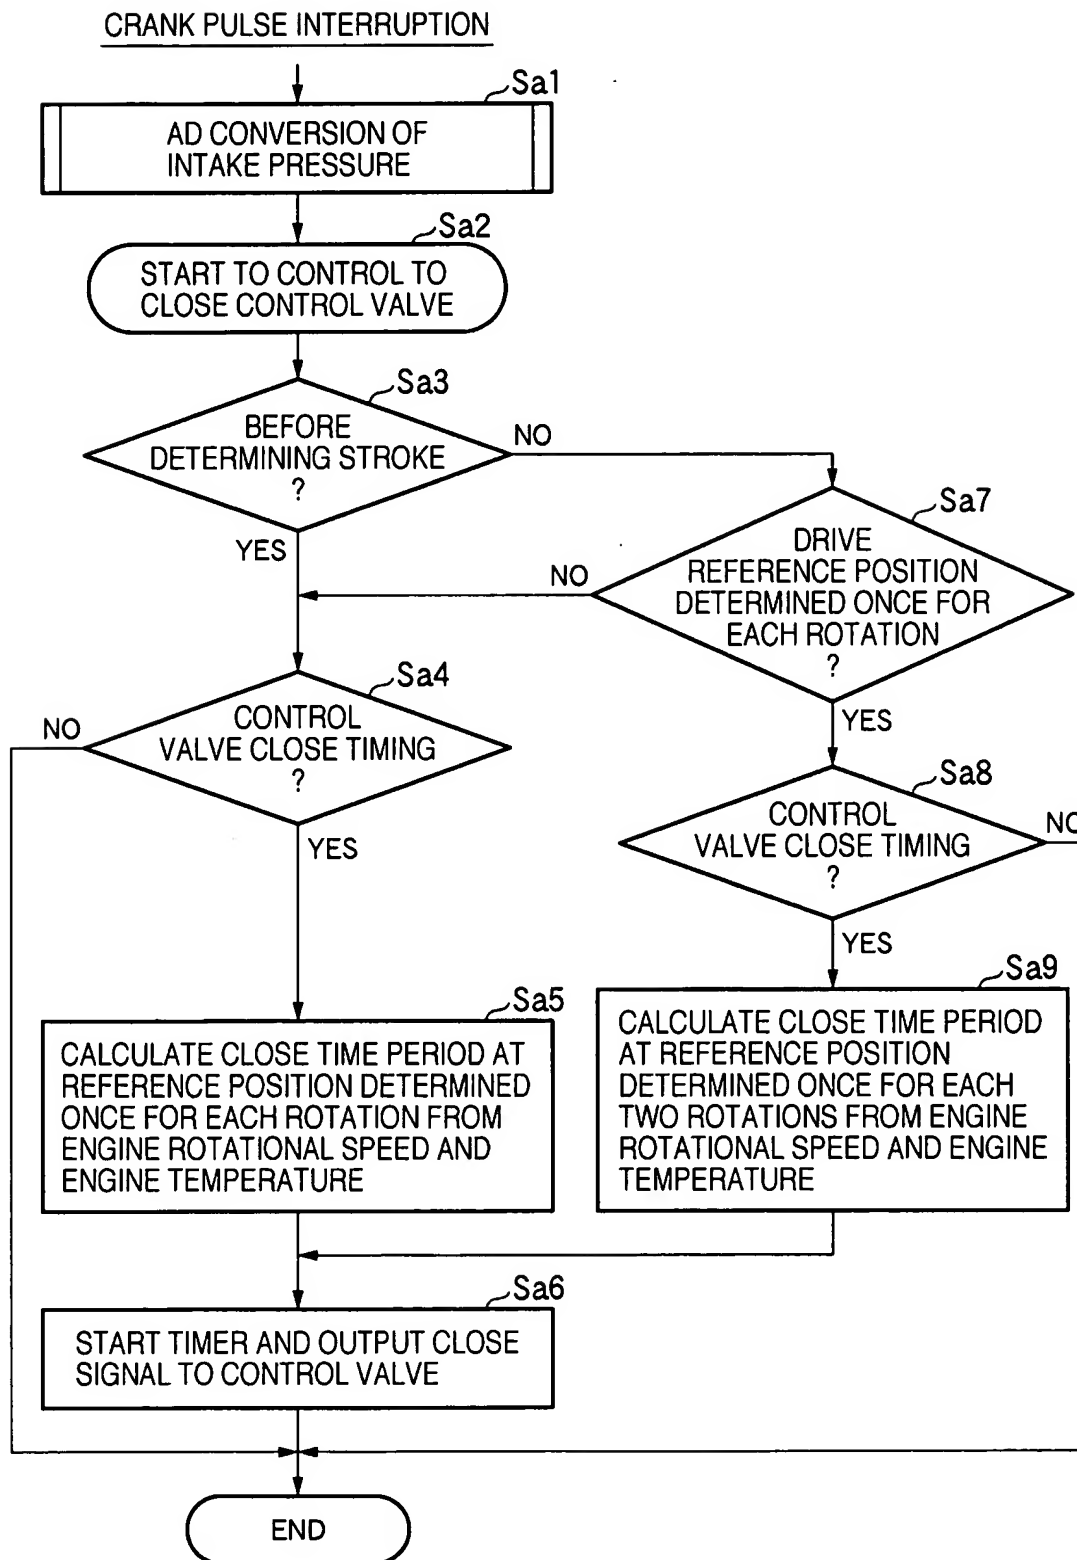 CRANK PULSE INTERRUPTION
Sa1
AD CONVERSION OF
INTAKE PRESSURE
Sa2
START TO CONTROL TO
CLOSE CONTROL VALVE
Sa3
BEFORE
DETERMINING STROKE
?
NO
YES
Sa7
DRIVE
REFERENCE POSITION
DETERMINED ONCE FOR
EACH ROTATION
?
NO
YES
Sa4
CONTROL
VALVE CLOSE TIMING
?
NO
YES
Sa8
CONTROL
VALVE CLOSE TIMING
?
NO
YES
Sa5
CALCULATE CLOSE TIME PERIOD AT
REFERENCE POSITION DETERMINED
ONCE FOR EACH ROTATION FROM
ENGINE ROTATIONAL SPEED AND
ENGINE TEMPERATURE
Sa9
CALCULATE CLOSE TIME PERIOD
AT REFERENCE POSITION
DETERMINED ONCE FOR EACH
TWO ROTATIONS FROM ENGINE
ROTATIONAL SPEED AND ENGINE
TEMPERATURE
Sa6
START TIMER AND OUTPUT CLOSE
SIGNAL TO CONTROL VALVE
END